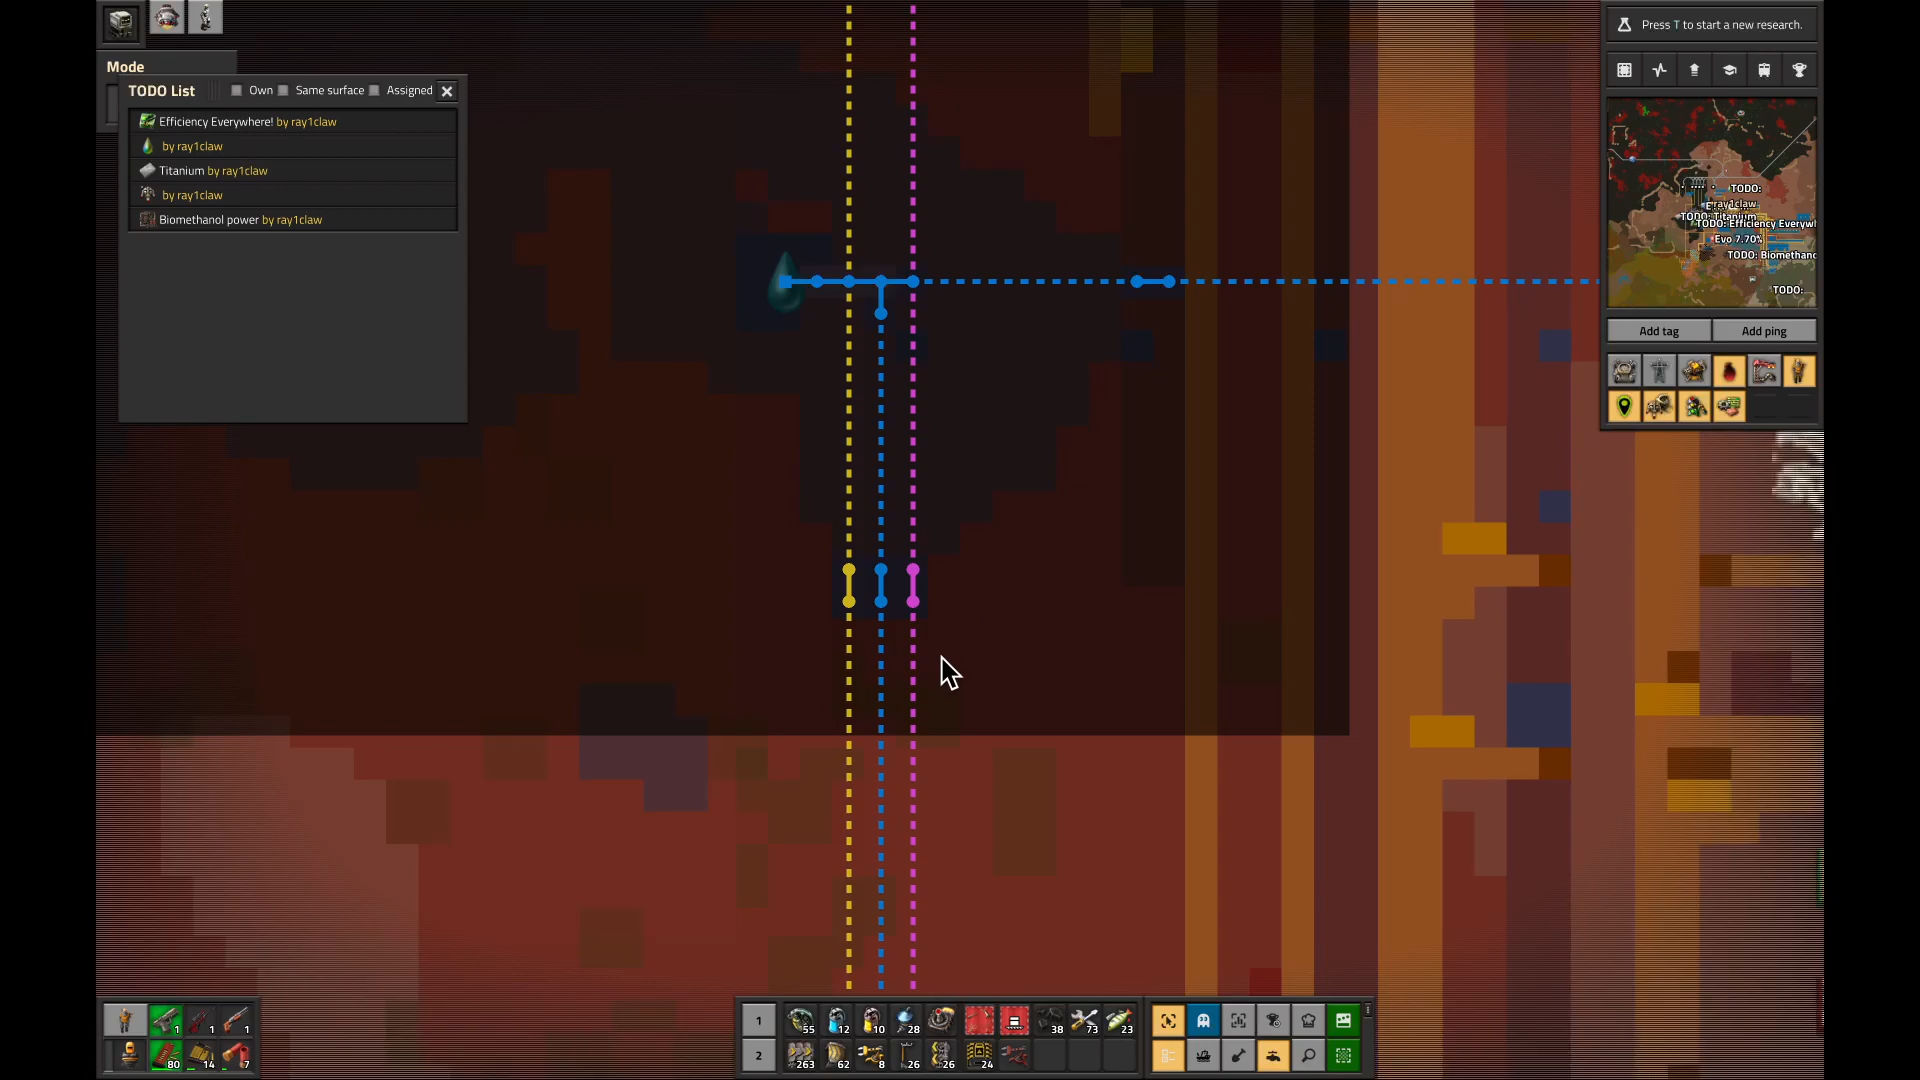 Press T to start a new research.
Mode
TODO List Own Same surface Assigned
Efficiency Everywhere! by ray1claw
by ray1claw
Titanium by ray1claw
by ray1claw
Biomethanol power by ray1claw
TODO:
ray1claw
TODO: Titanium
TODO: Efficiency Everywh
Evo 7.70%
TODO: Biomethano
TODO:
Add tag Add ping
1 1 1
80 14 7
1 55 12 10 28 38 73 23
2 263 62 8 26 26 24